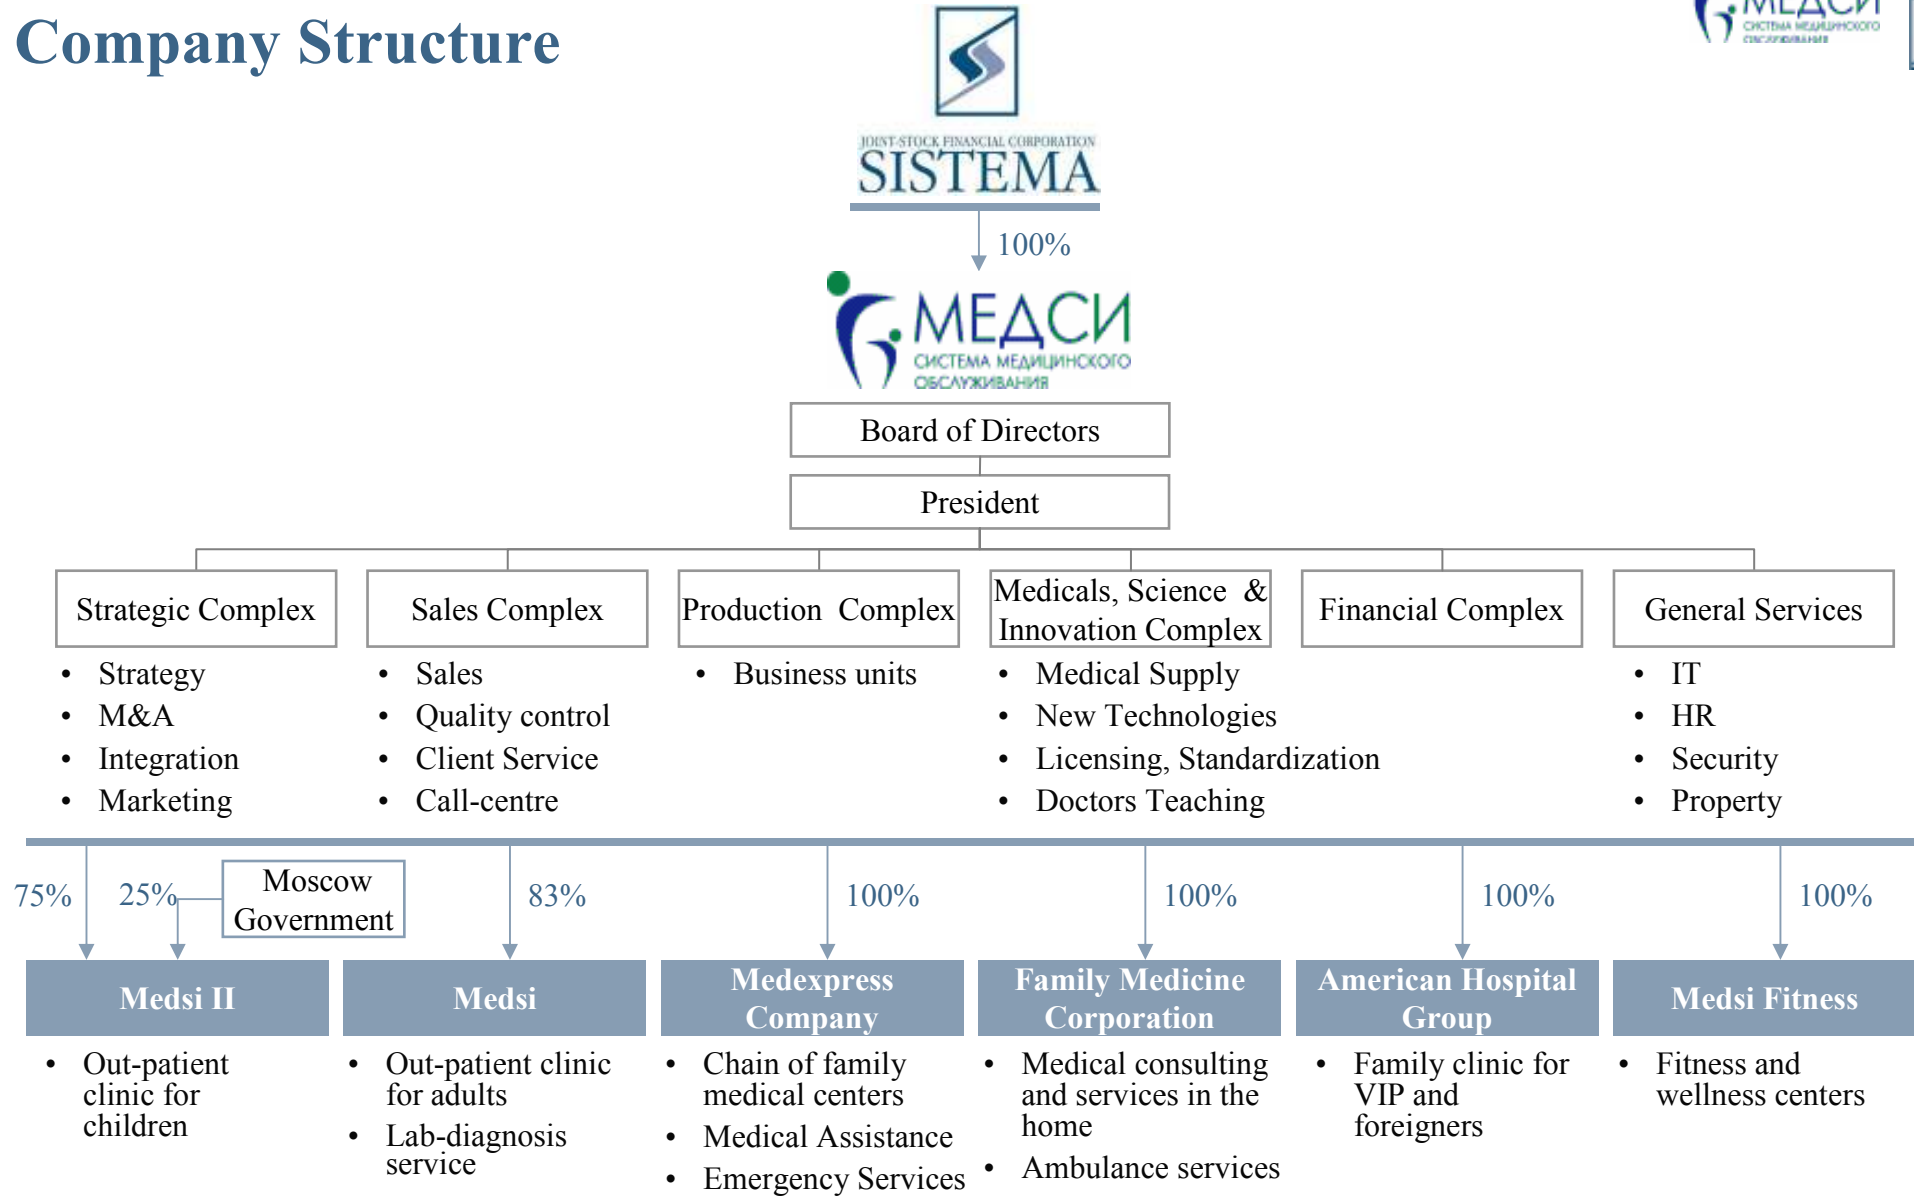 Company Structure
МЕДСИ
СИСТЕМА МЕДИЦИНСКОГО
ОБСЛУЖИВАНИЯ
JOINT-STOCK FINANCIAL CORPORATION
SISTEMA
100%
МЕДСИ
СИСТЕМА МЕДИЦИНСКОГО
ОБСЛУЖИВАНИЯ
Board of Directors
President
Strategic Complex
• Strategy
• M&A
• Integration
• Marketing
Sales Complex
• Sales
• Quality control
• Client Service
• Call-centre
Production Complex
• Business units
Medicals, Science &
Innovation Complex
• Medical Supply
• New Technologies
• Licensing, Standardization
• Doctors Teaching
Financial Complex
General Services
• IT
• HR
• Security
• Property
75%
25%
Moscow
Government
83%
100%
100%
100%
100%
Medsi II
• Out-patient
clinic for
children
Medsi
• Out-patient clinic
for adults
• Lab-diagnosis
service
Medexpress
Company
• Chain of family
medical centers
• Medical Assistance
• Emergency Services
Family Medicine
Corporation
• Medical consulting
and services in the
home
• Ambulance services
American Hospital
Group
• Family clinic for
VIP and
foreigners
Medsi Fitness
• Fitness and
wellness centers